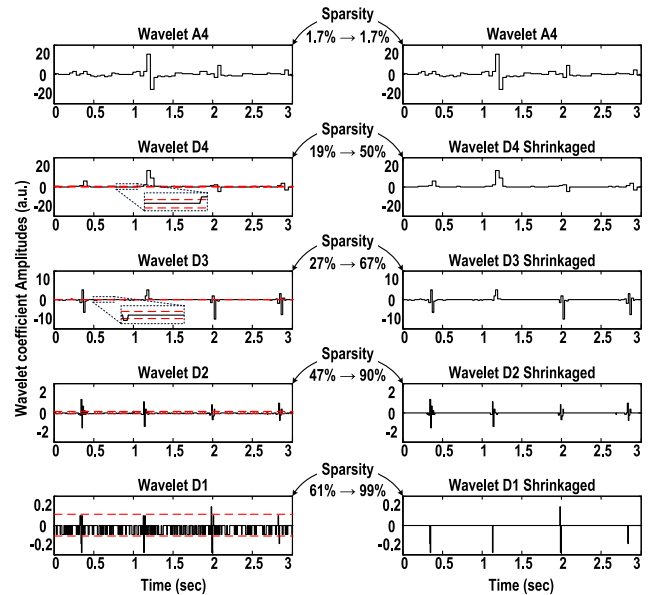 Sparsity
Wavelet A4
1.7% → 1.7%
Wavelet A4
20
0
-20
0 0.5 1 1.5 2 2.5 3
20
0
-20
0 0.5 1 1.5 2 2.5 3
Sparsity
Wavelet D4
19% → 50%
Wavelet D4 Shrinkaged
20
0
-20
0 0.5 1 1.5 2 2.5 3
20
0
-20
0 0.5 1 1.5 2 2.5 3
Wavelet coefficient Amplitudes (a.u.)
Sparsity
Wavelet D3
27% → 67%
Wavelet D3 Shrinkaged
10
0
-10
0 0.5 1 1.5 2 2.5 3
10
0
-10
0 0.5 1 1.5 2 2.5 3
Sparsity
Wavelet D2
47% → 90%
Wavelet D2 Shrinkaged
2
0
-2
0 0.5 1 1.5 2 2.5 3
2
0
-2
0 0.5 1 1.5 2 2.5 3
Sparsity
Wavelet D1
61% → 99%
Wavelet D1 Shrinkaged
0.2
0
-0.2
0 0.5 1 1.5 2 2.5 3
0.2
0
-0.2
0 0.5 1 1.5 2 2.5 3
Time (sec)
Time (sec)